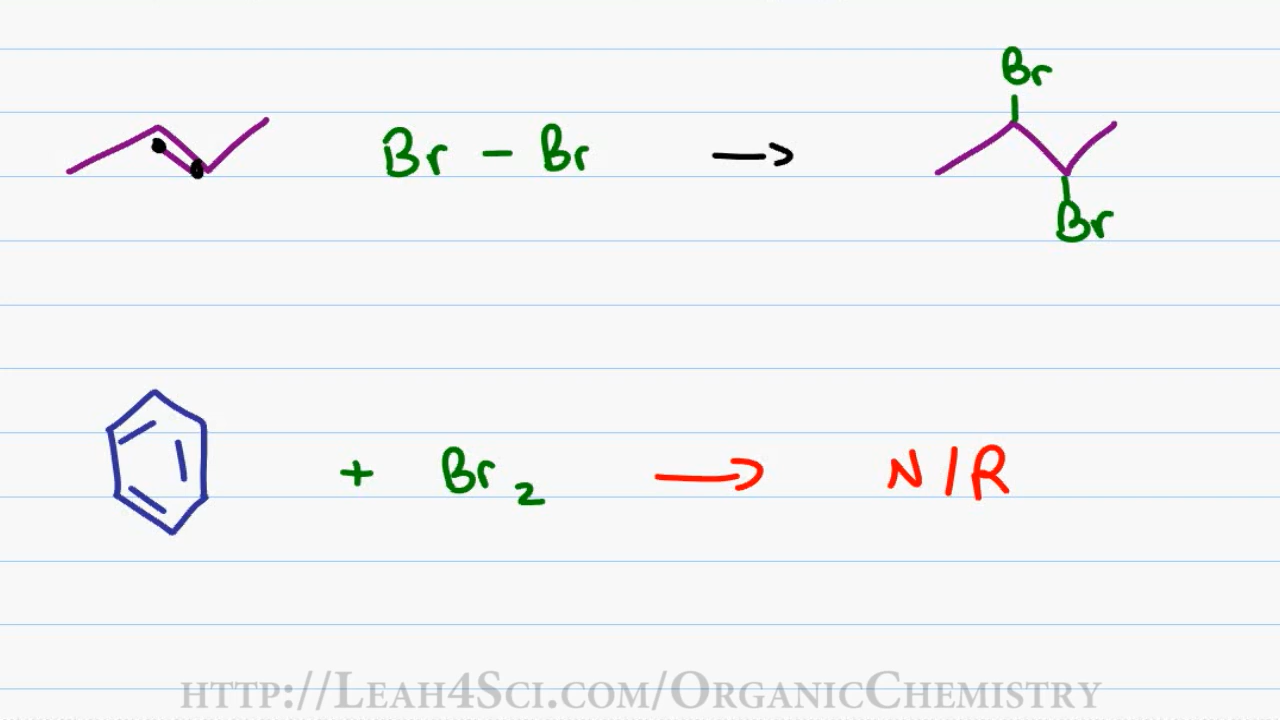 Br
Br – Br →
Br
+ Br₂ → N/R
http://Leah4Sci.com/OrganicChemistry